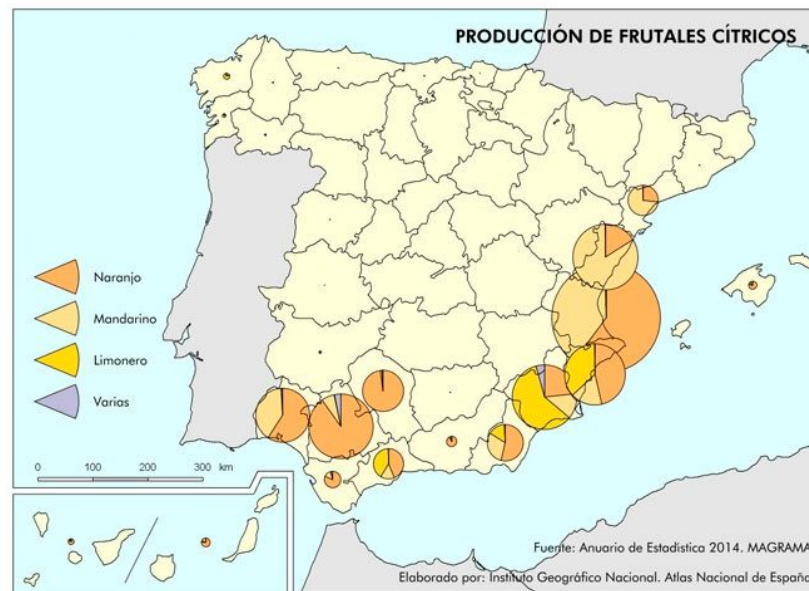 PRODUCCIÓN DE FRUTALES CÍTRICOS
Naranjo
Mandarino
Limonero
Varias
0 100 200 300 km
Fuente: Anuario de Estadistica 2014. MAGRAMA
Elaborado por: Instituto Geográfico Nacional. Atlas Nacional de España